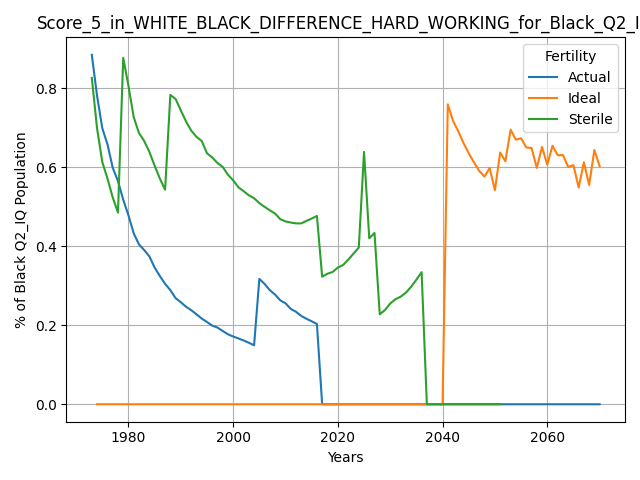 Score_5_in_WHITE_BLACK_DIFFERENCE_HARD_WORKING_for_Black_Q2_I
Fertility
Actual
Ideal
Sterile
% of Black Q2_IQ Population
0.8
0.6
0.4
0.2
0.0
1980 2000 2020 2040 2060
Years